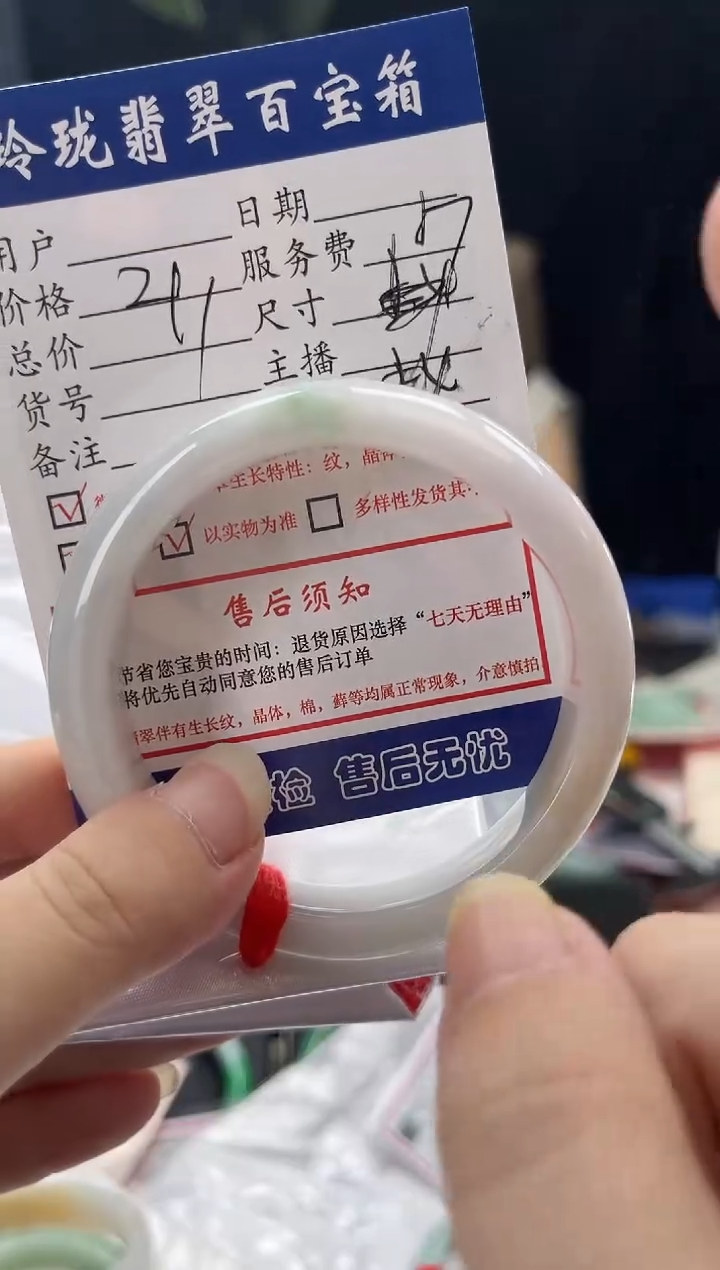 玲珑翡翠百宝箱
用户 日期
价格 服务费
总价 尺寸
货号 主播
备注
生长特性：纹，晶体
以实物为准 多样性发货其
售后须知
节省您宝贵的时间：退货原因选择“七天无理由”
将优先自动同意您的售后订单
翡翠伴有生长纹，晶体，棉，藓等均属正常现象，介意慎拍
检 售后无忧